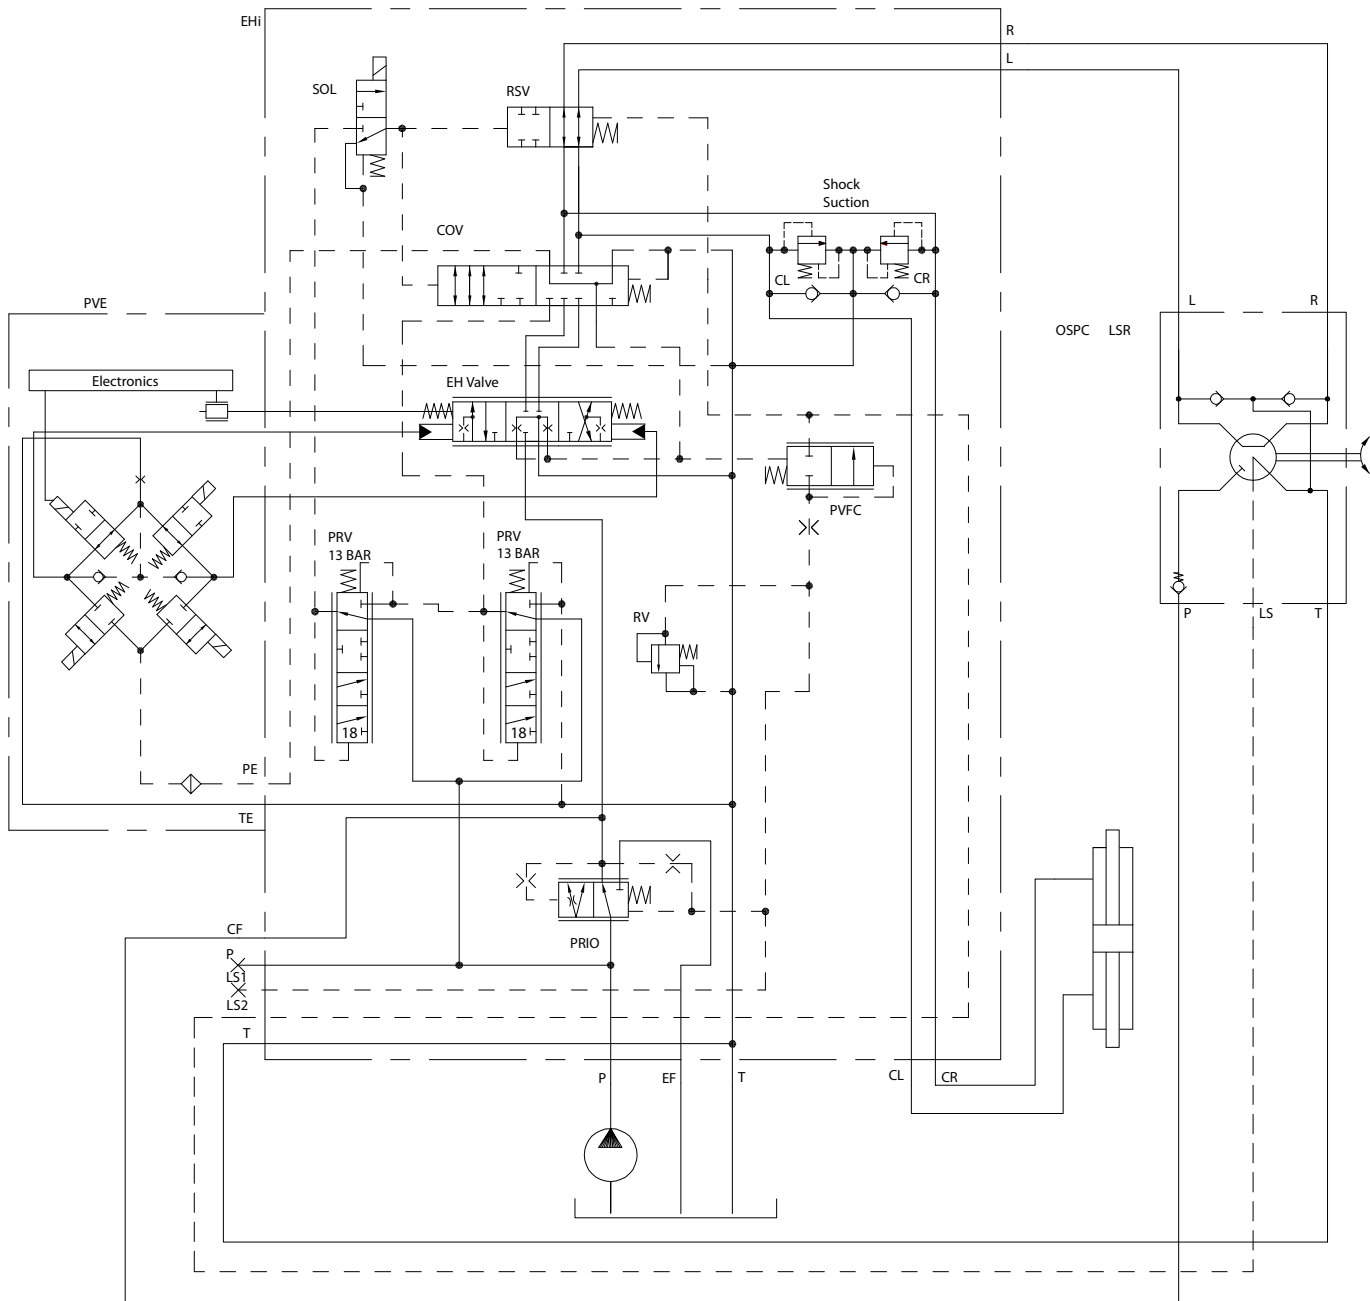 EHi
R
L
SOL
RSV
Shock
Suction
COV
CL
CR
PVE
L
R
OSPC LSR
Electronics
EH Valve
PVFC
PRV
13 BAR
PRV
13 BAR
RV
P
LS
T
18
18
PE
TE
CF
P
PRIO
LS1
LS2
T
P
EF
T
CL
CR